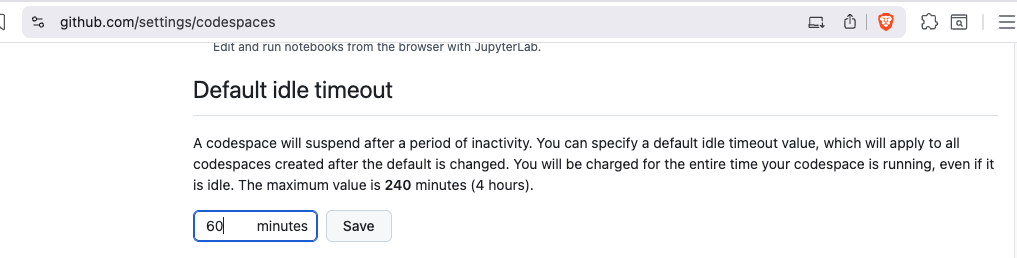 github.com/settings/codespaces
Edit and run notebooks from the browser with JupyterLab.
Default idle timeout
A codespace will suspend after a period of inactivity. You can specify a default idle timeout value, which will apply to all
codespaces created after the default is changed. You will be charged for the entire time your codespace is running, even if it
is idle. The maximum value is 240 minutes (4 hours).
60 minutes Save